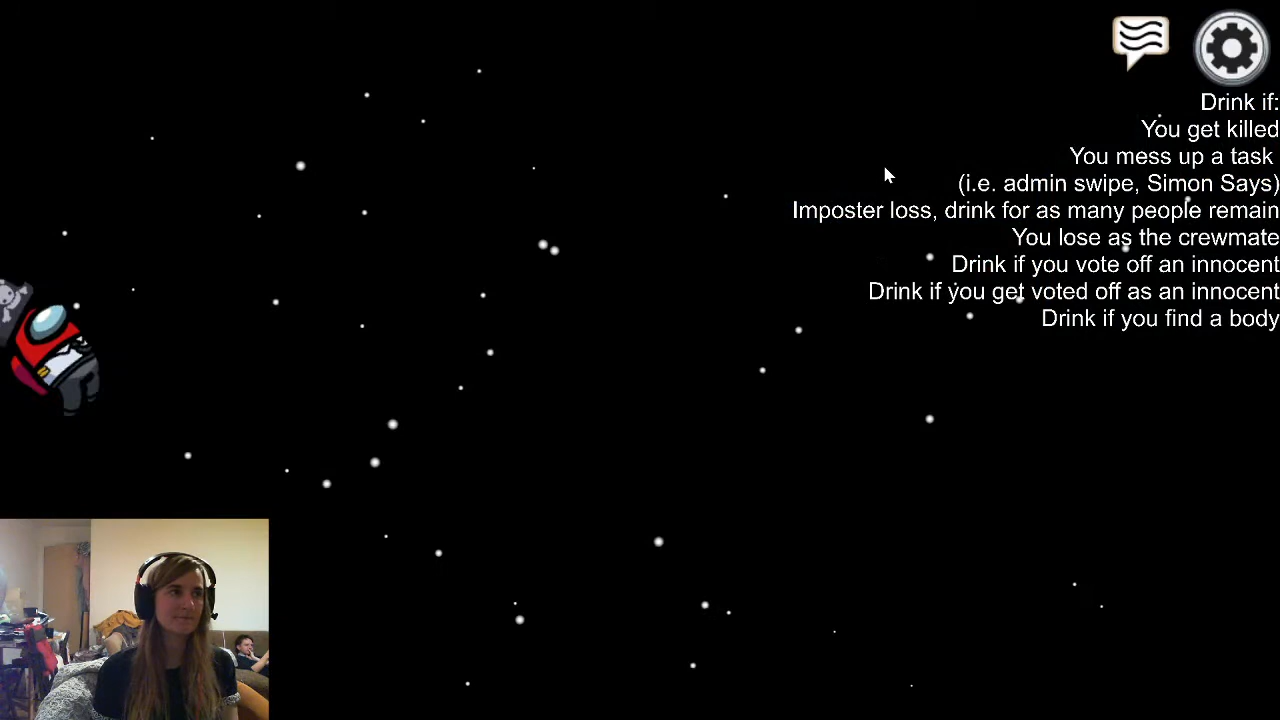 Drink if:
You get killed
You mess up a task
(i.e. admin swipe, Simon Says)
Imposter loss, drink for as many people remain
You lose as the crewmate
Drink if you vote off an innocent
Drink if you get voted off as an innocent
Drink if you find a body